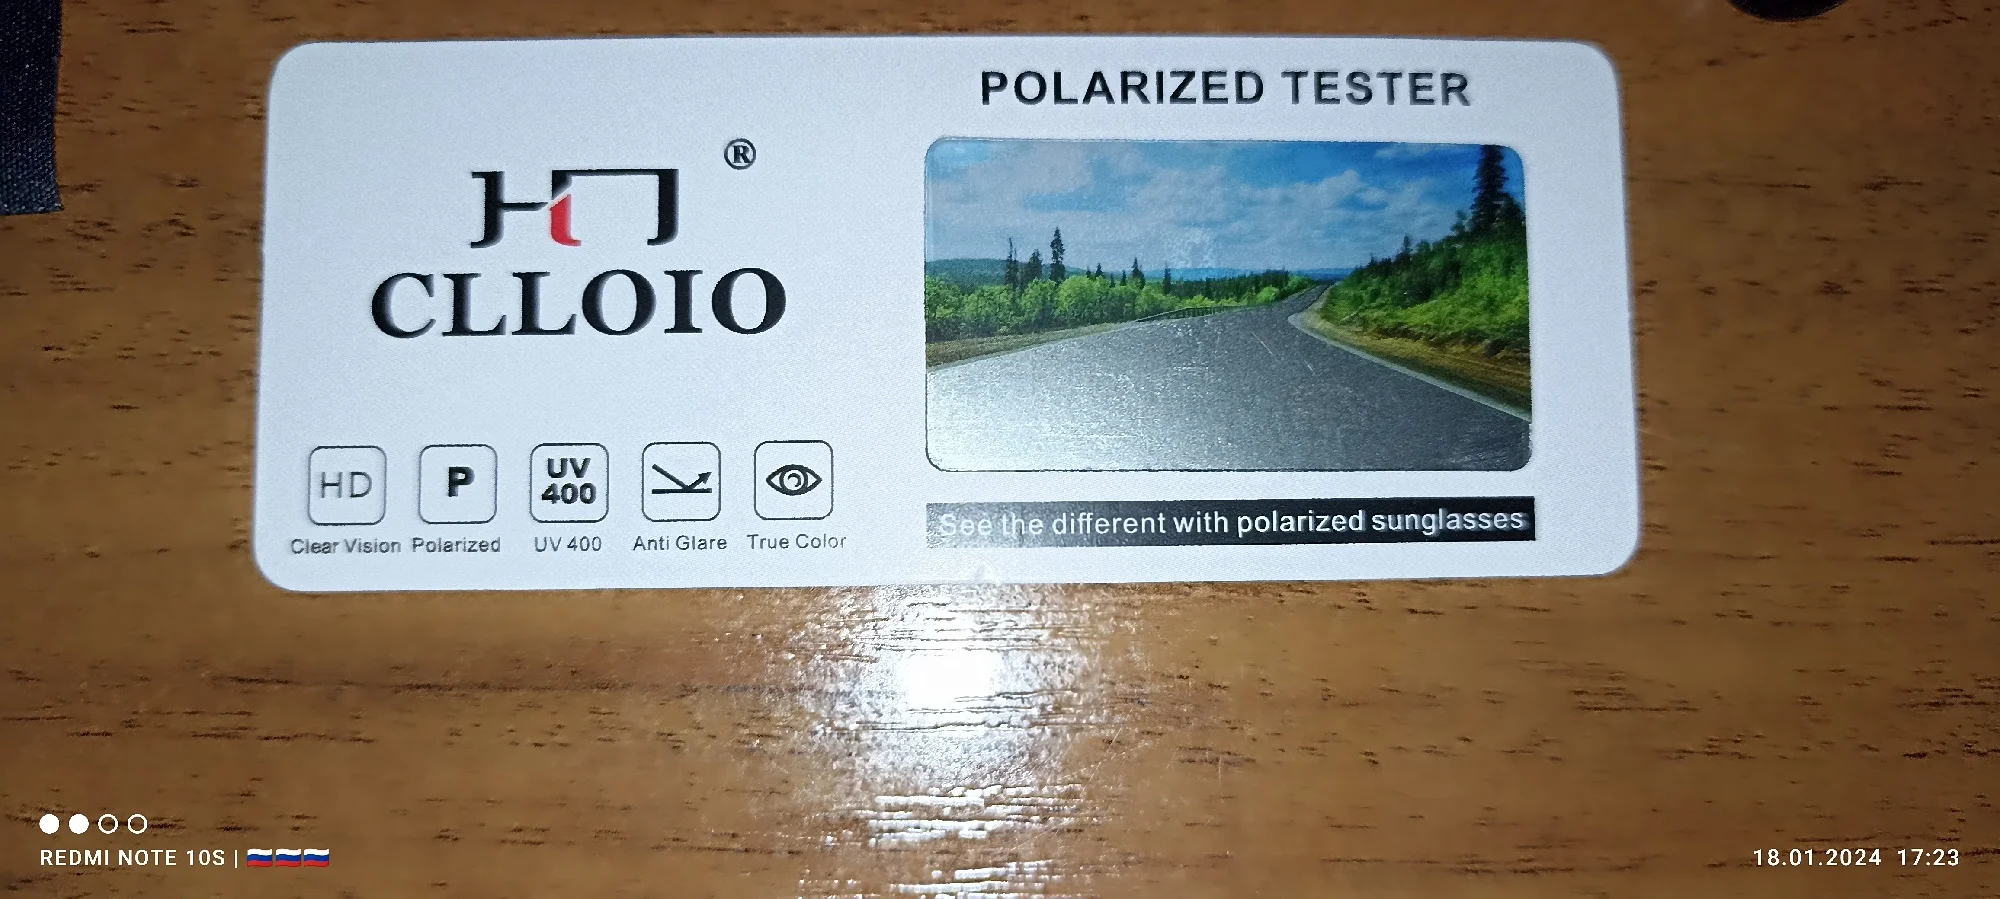 POLARIZED TESTER
®
CLLOIO
HD
P
UV
400
Clear Vision
Polarized
UV 400
Anti Glare
True Color
See the different with polarized sunglasses
REDMI NOTE 10S | 🇷🇺🇷🇺🇷🇺
18.01.2024 17:23